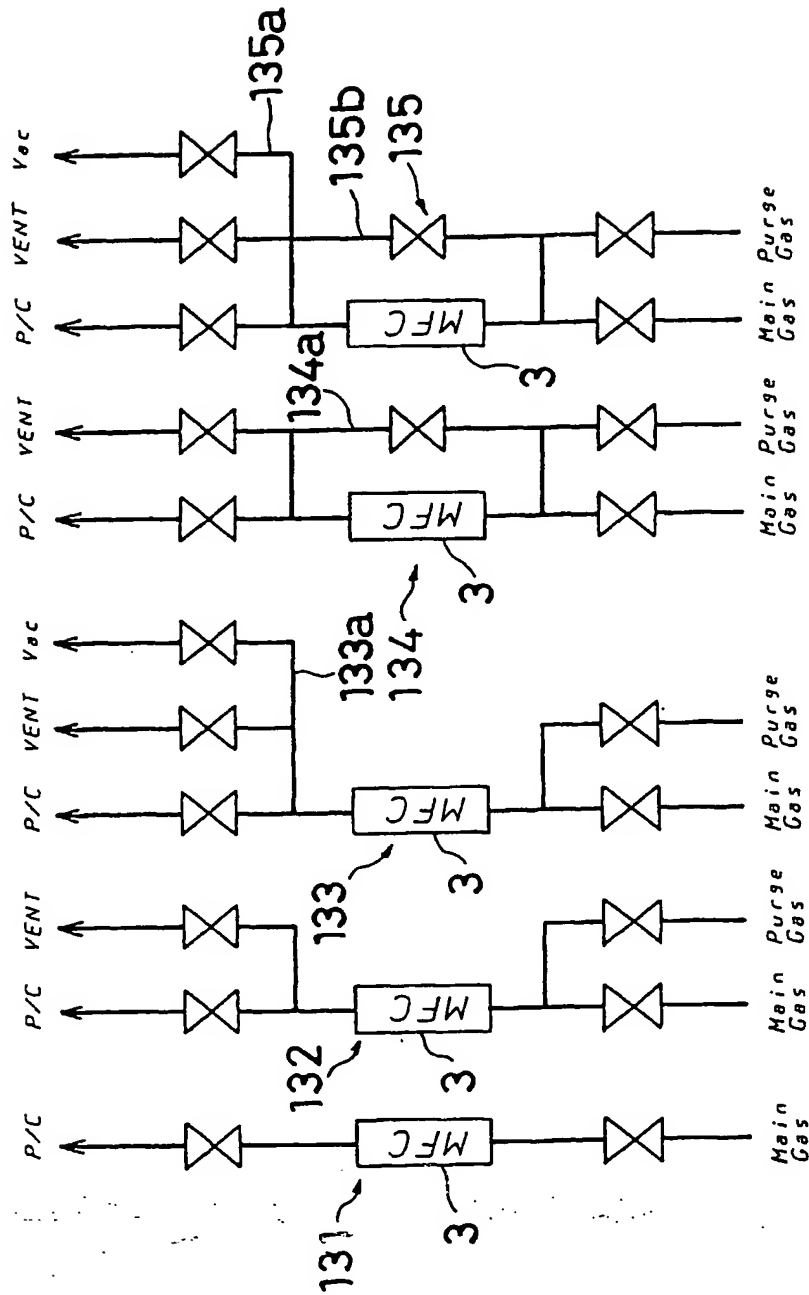 P/C
P/C VENT
P/C VENT Vac
P/C VENT
P/C VENT Vac
135a
134a
135b
135
133a
134
133
132
131
MFC
MFC
MFC
MFC
MFC
3
3
3
3
3
Main
Gas
Main
Gas
Purge
Gas
Main
Gas
Purge
Gas
Main
Gas
Purge
Gas
Main
Gas
Purge
Gas